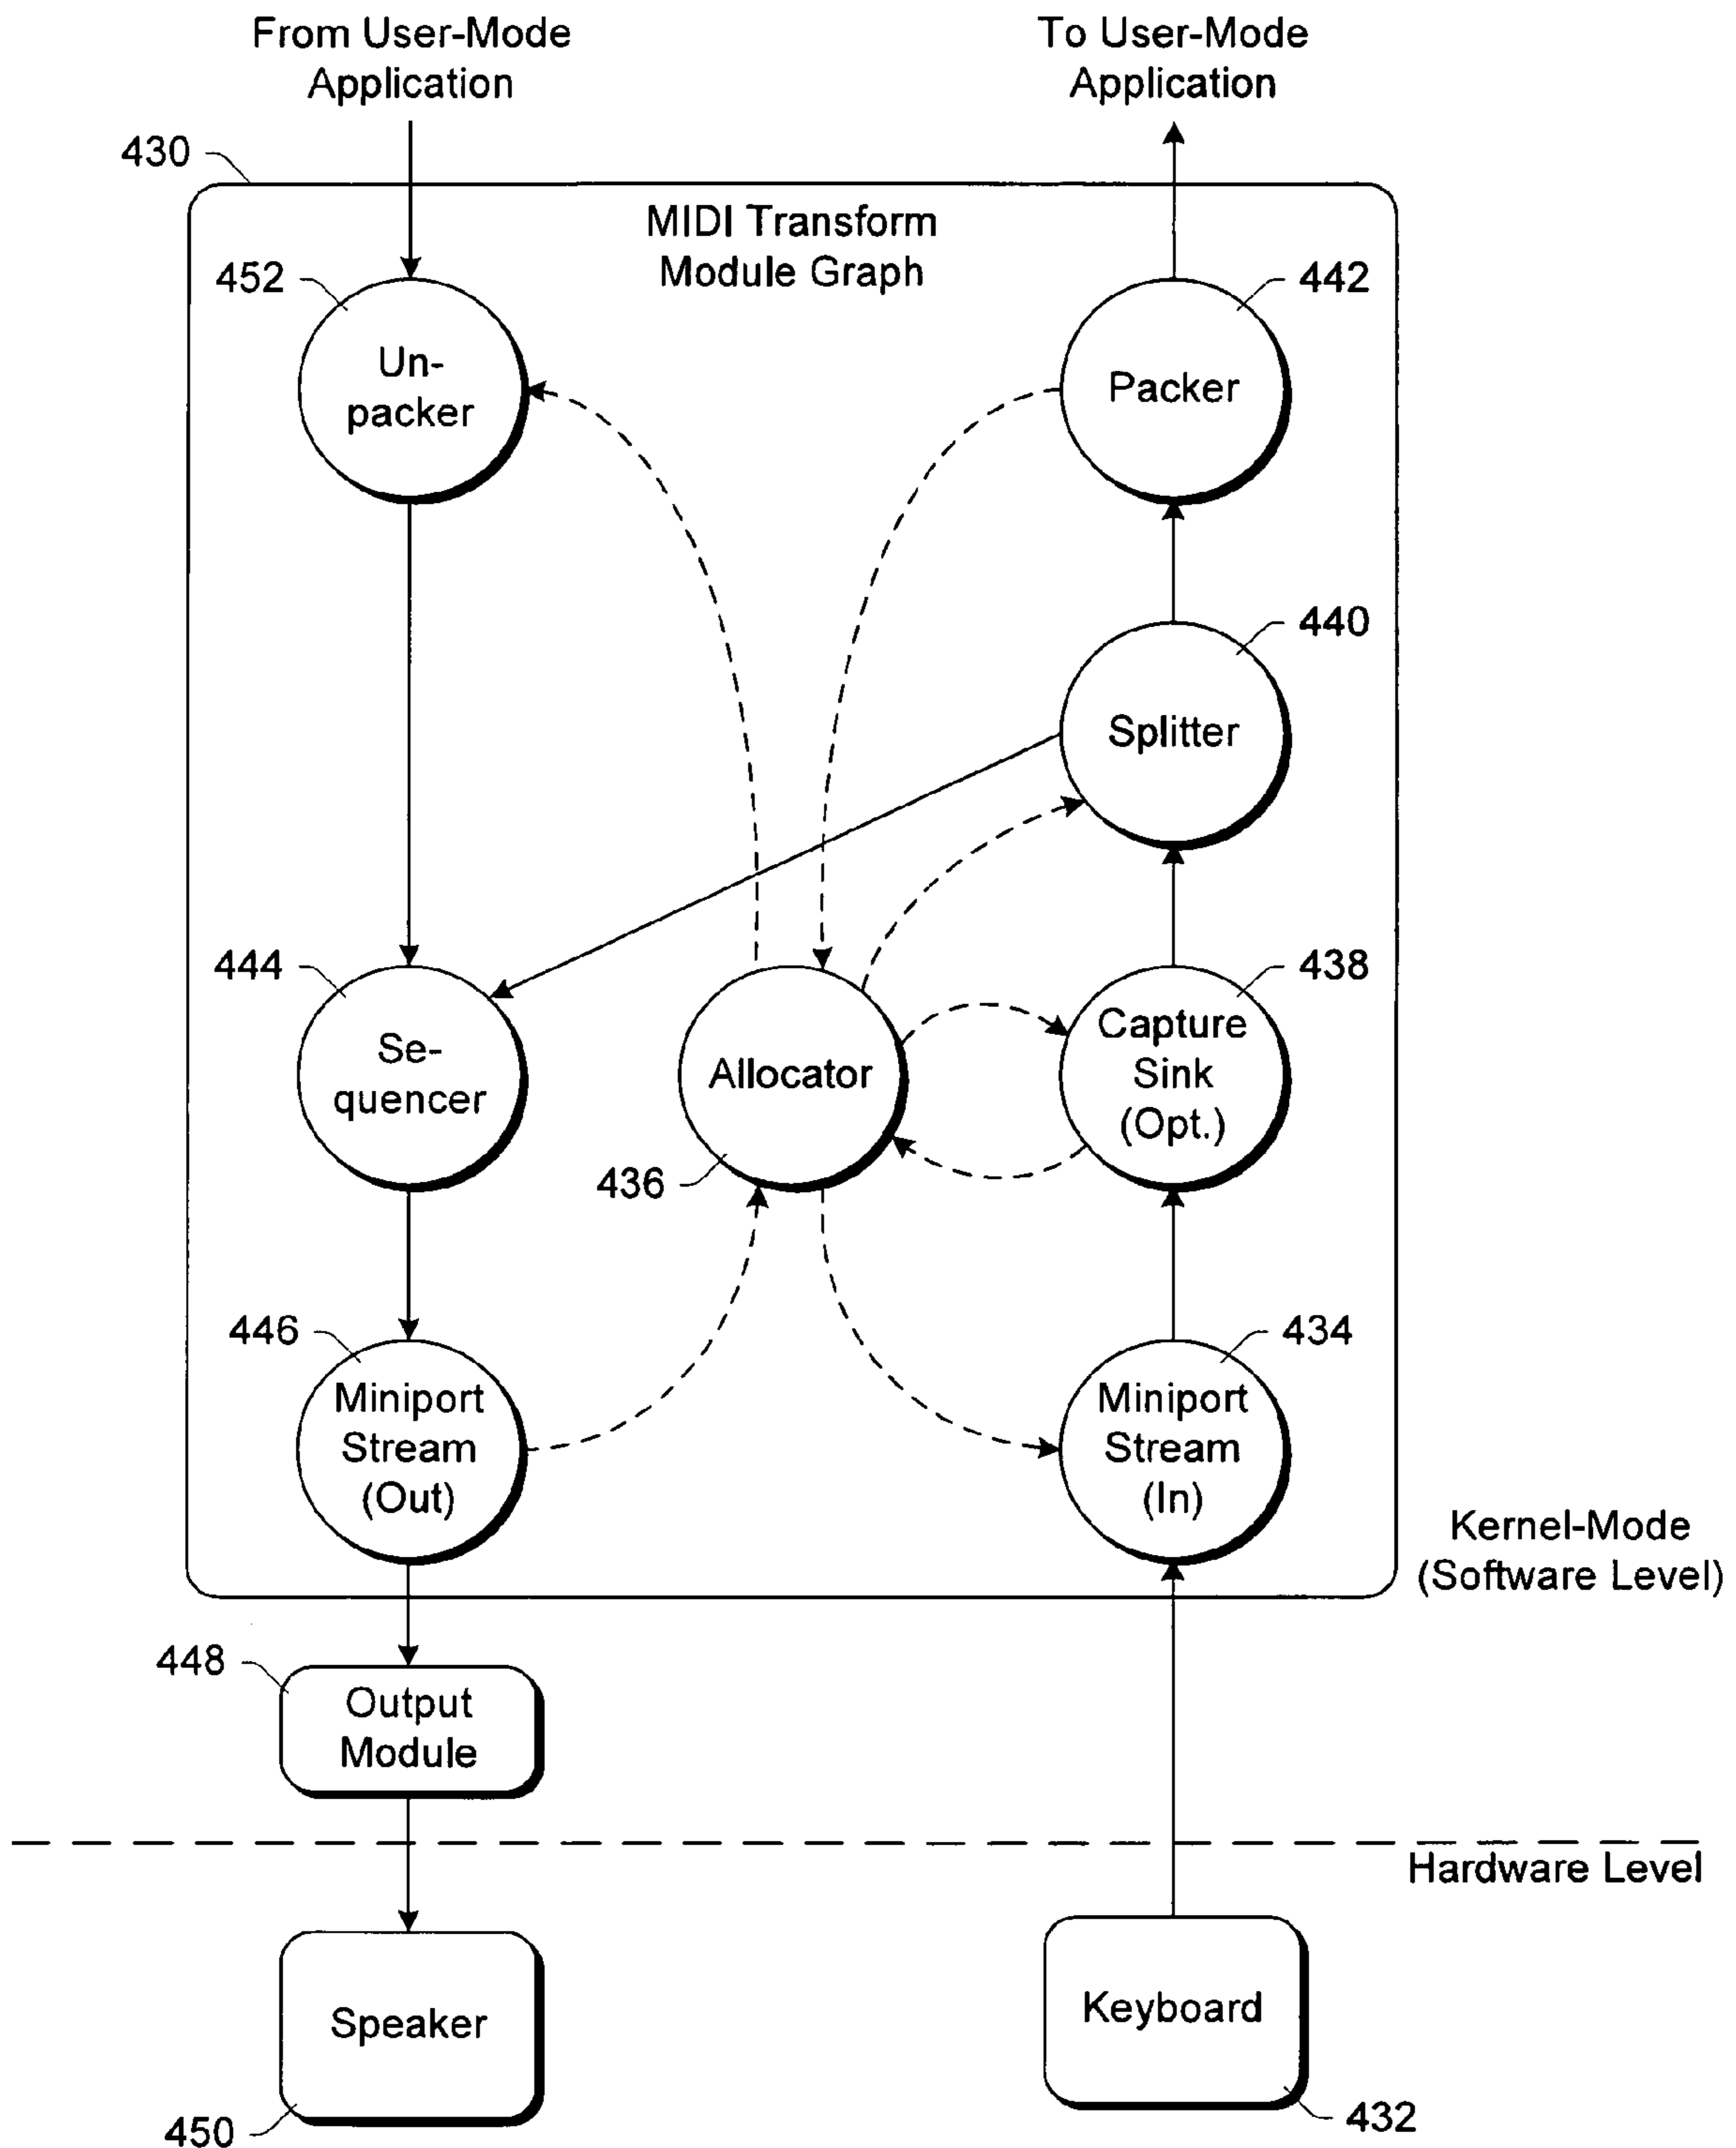 From User-Mode
Application
To User-Mode
Application
430
MIDI Transform
Module Graph
452
442
Un-
packer
Packer
440
Splitter
444
438
Se-
quencer
Allocator
Capture
Sink
(Opt.)
436
446
434
Miniport
Stream
(Out)
Miniport
Stream
(In)
Kernel-Mode
(Software Level)
448
Output
Module
Hardware Level
Speaker
Keyboard
450
432